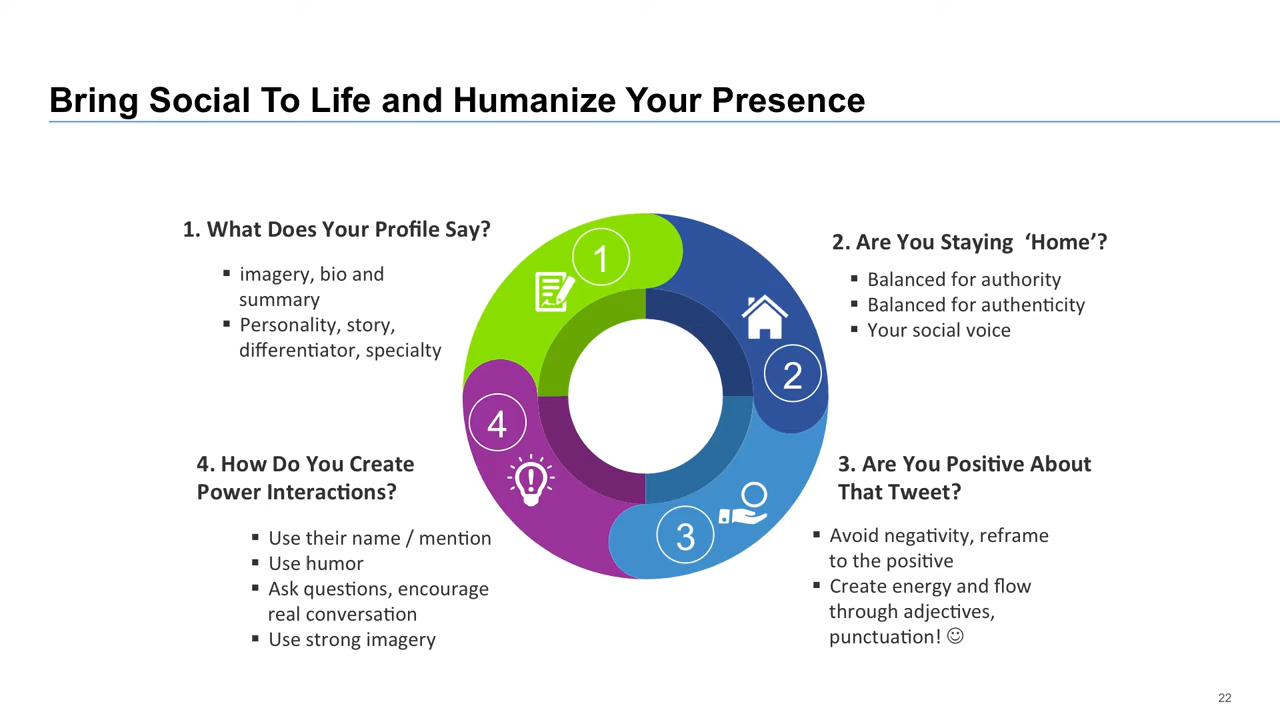 Bring Social To Life and Humanize Your Presence
1. What Does Your Profile Say?
▪ imagery, bio and
summary
▪ Personality, story,
differentiator, specialty
1
2. Are You Staying ‘Home’?
▪ Balanced for authority
▪ Balanced for authenticity
▪ Your social voice
2
3. Are You Positive About
That Tweet?
▪ Avoid negativity, reframe
to the positive
▪ Create energy and flow
through adjectives,
punctuation! ☺
3
4. How Do You Create
Power Interactions?
▪ Use their name / mention
▪ Use humor
▪ Ask questions, encourage
real conversation
▪ Use strong imagery
4
22